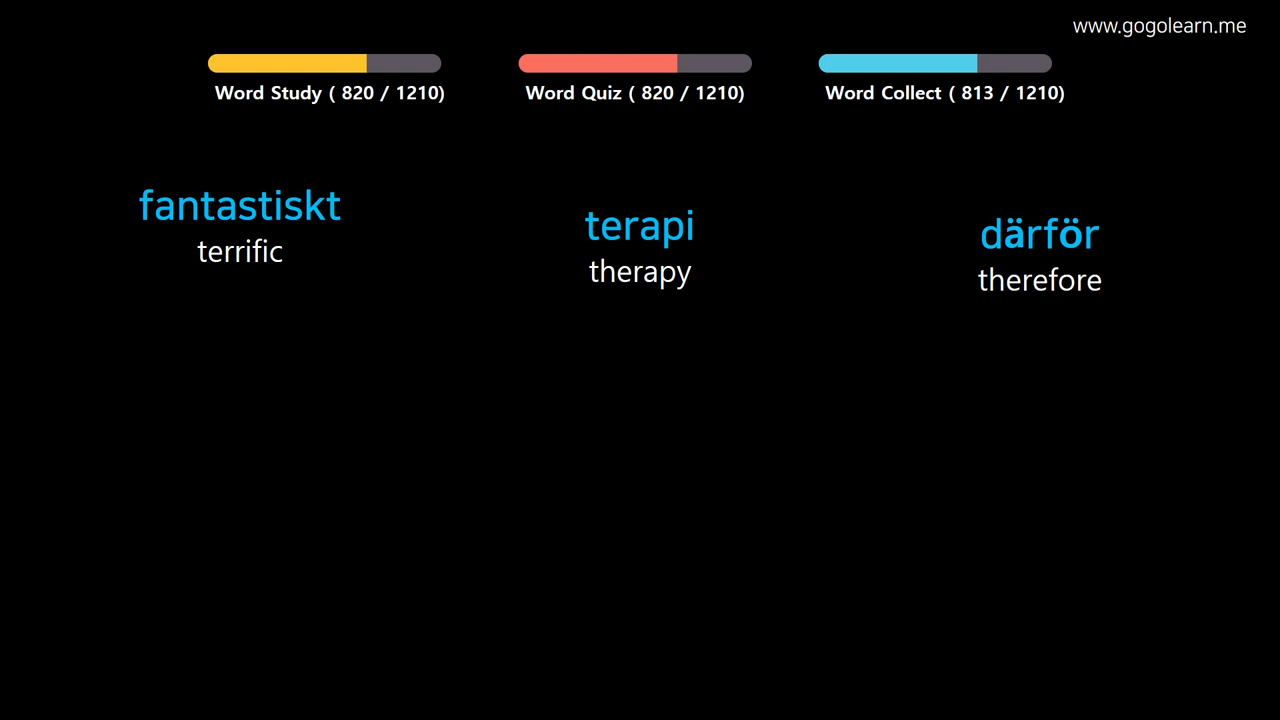 www.gogolearn.me
Word Study ( 820 / 1210)
Word Quiz ( 820 / 1210)
Word Collect ( 813 / 1210)
fantastiskt
terrific
terapi
therapy
därför
therefore